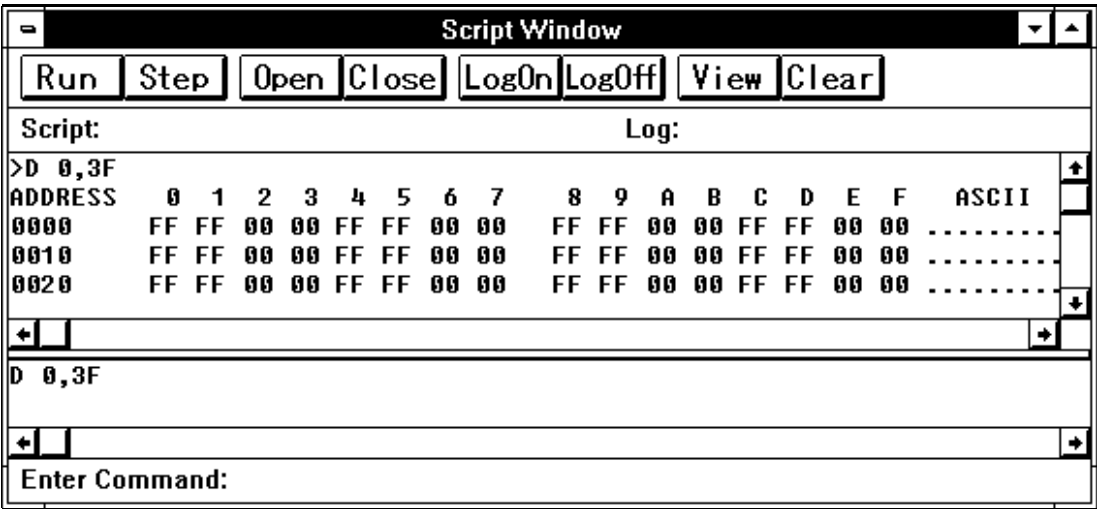 Script Window
Run Step Open Close LogOn LogOff View Clear
Script: Log:
>D 0,3F
ADDRESS 0 1 2 3 4 5 6 7 8 9 A B C D E F ASCII
0000 FF FF 00 00 FF FF 00 00 FF FF 00 00 FF FF 00 00 .........
0010 FF FF 00 00 FF FF 00 00 FF FF 00 00 FF FF 00 00 .........
0020 FF FF 00 00 FF FF 00 00 FF FF 00 00 FF FF 00 00 .........
D 0,3F
Enter Command: